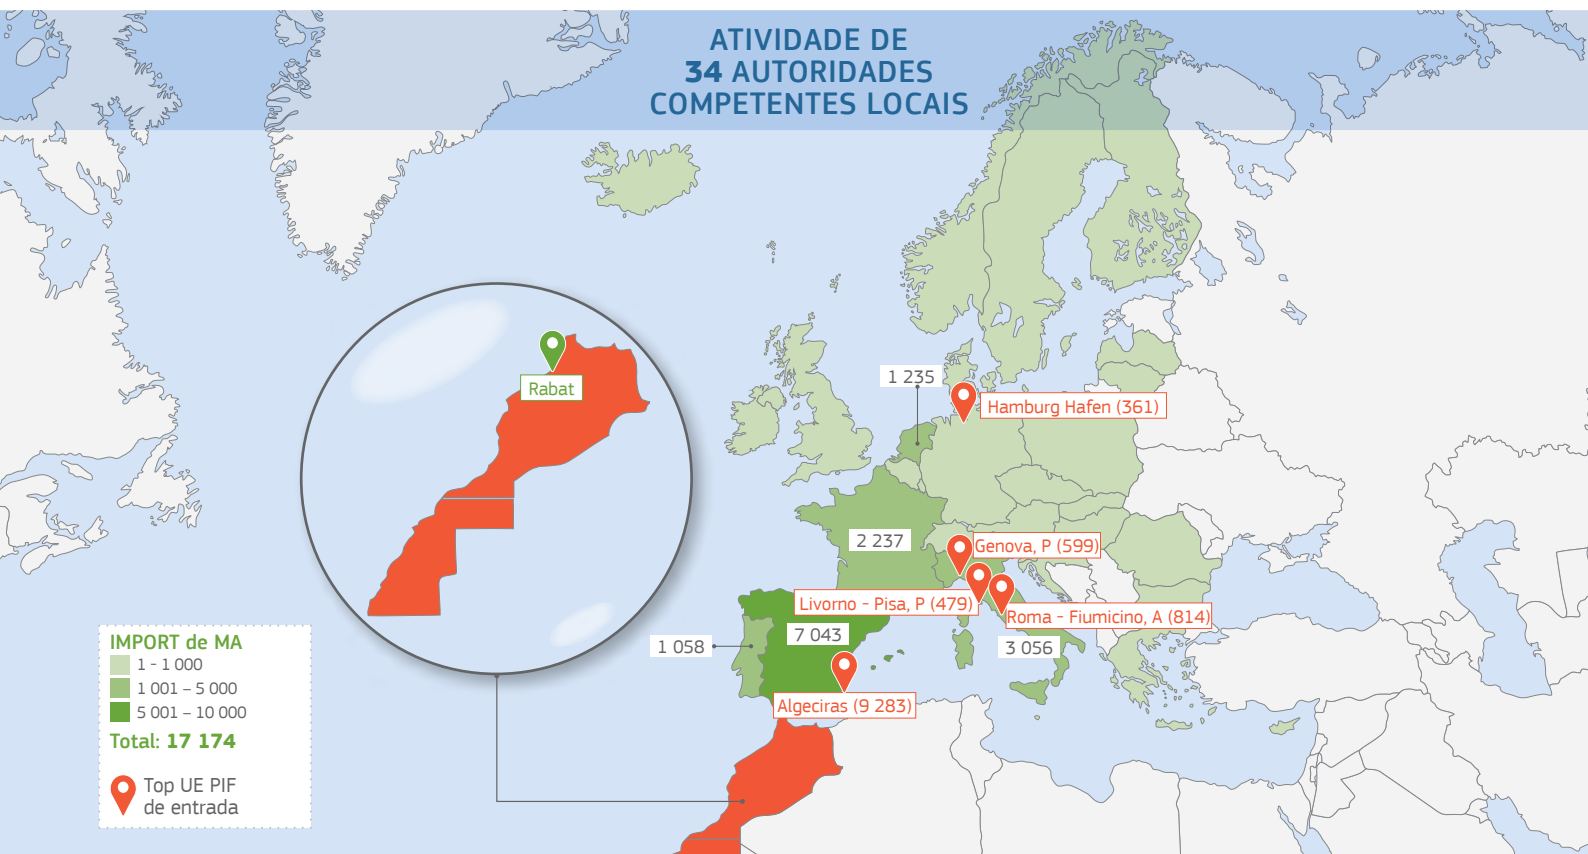 ATIVIDADE DE
34 AUTORIDADES
COMPETENTES LOCAIS
Rabat
1 235
Hamburg Hafen (361)
2 237
Genova, P (599)
Livorno - Pisa, P (479)
Roma - Fiumicino, A (814)
7 043
1 058
3 056
Algeciras (9 283)
IMPORT de MA
1 - 1 000
1 001 – 5 000
5 001 – 10 000
Total: 17 174
Top UE PIF
de entrada